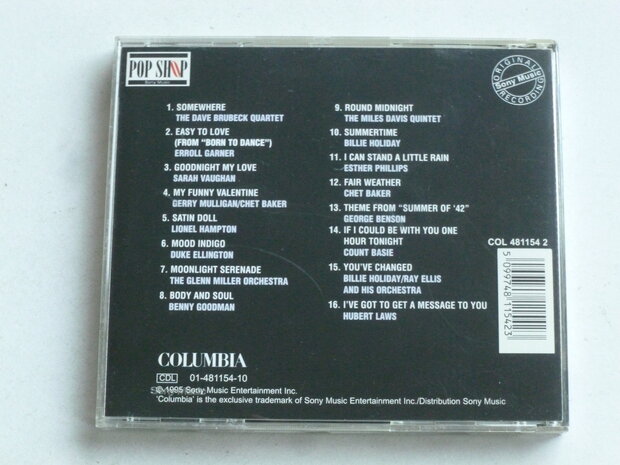 POP SHOP
Sony Music
ORIGINAL
Sony Music
RECORDING
1. SOMEWHERE
THE DAVE BRUBECK QUARTET
2. EASY TO LOVE
(FROM "BORN TO DANCE")
ERROLL GARNER
3. GOODNIGHT MY LOVE
SARAH VAUGHAN
4. MY FUNNY VALENTINE
GERRY MULLIGAN/CHET BAKER
5. SATIN DOLL
LIONEL HAMPTON
6. MOOD INDIGO
DUKE ELLINGTON
7. MOONLIGHT SERENADE
THE GLENN MILLER ORCHESTRA
8. BODY AND SOUL
BENNY GOODMAN
9. ROUND MIDNIGHT
THE MILES DAVIS QUINTET
10. SUMMERTIME
BILLIE HOLIDAY
11. I CAN STAND A LITTLE RAIN
ESTHER PHILLIPS
12. FAIR WEATHER
CHET BAKER
13. THEME FROM "SUMMER OF '42"
GEORGE BENSON
14. IF I COULD BE WITH YOU ONE
HOUR TONIGHT
COUNT BASIE
15. YOU'VE CHANGED
BILLIE HOLIDAY/RAY ELLIS
AND HIS ORCHESTRA
16. I'VE GOT TO GET A MESSAGE TO YOU
HUBERT LAWS
COL 481154 2
5 099748 115423
COLUMBIA
CDL 01-481154-10
© 1995 Sony Music Entertainment Inc.
'Columbia' is the exclusive trademark of Sony Music Entertainment Inc./Distribution Sony Music